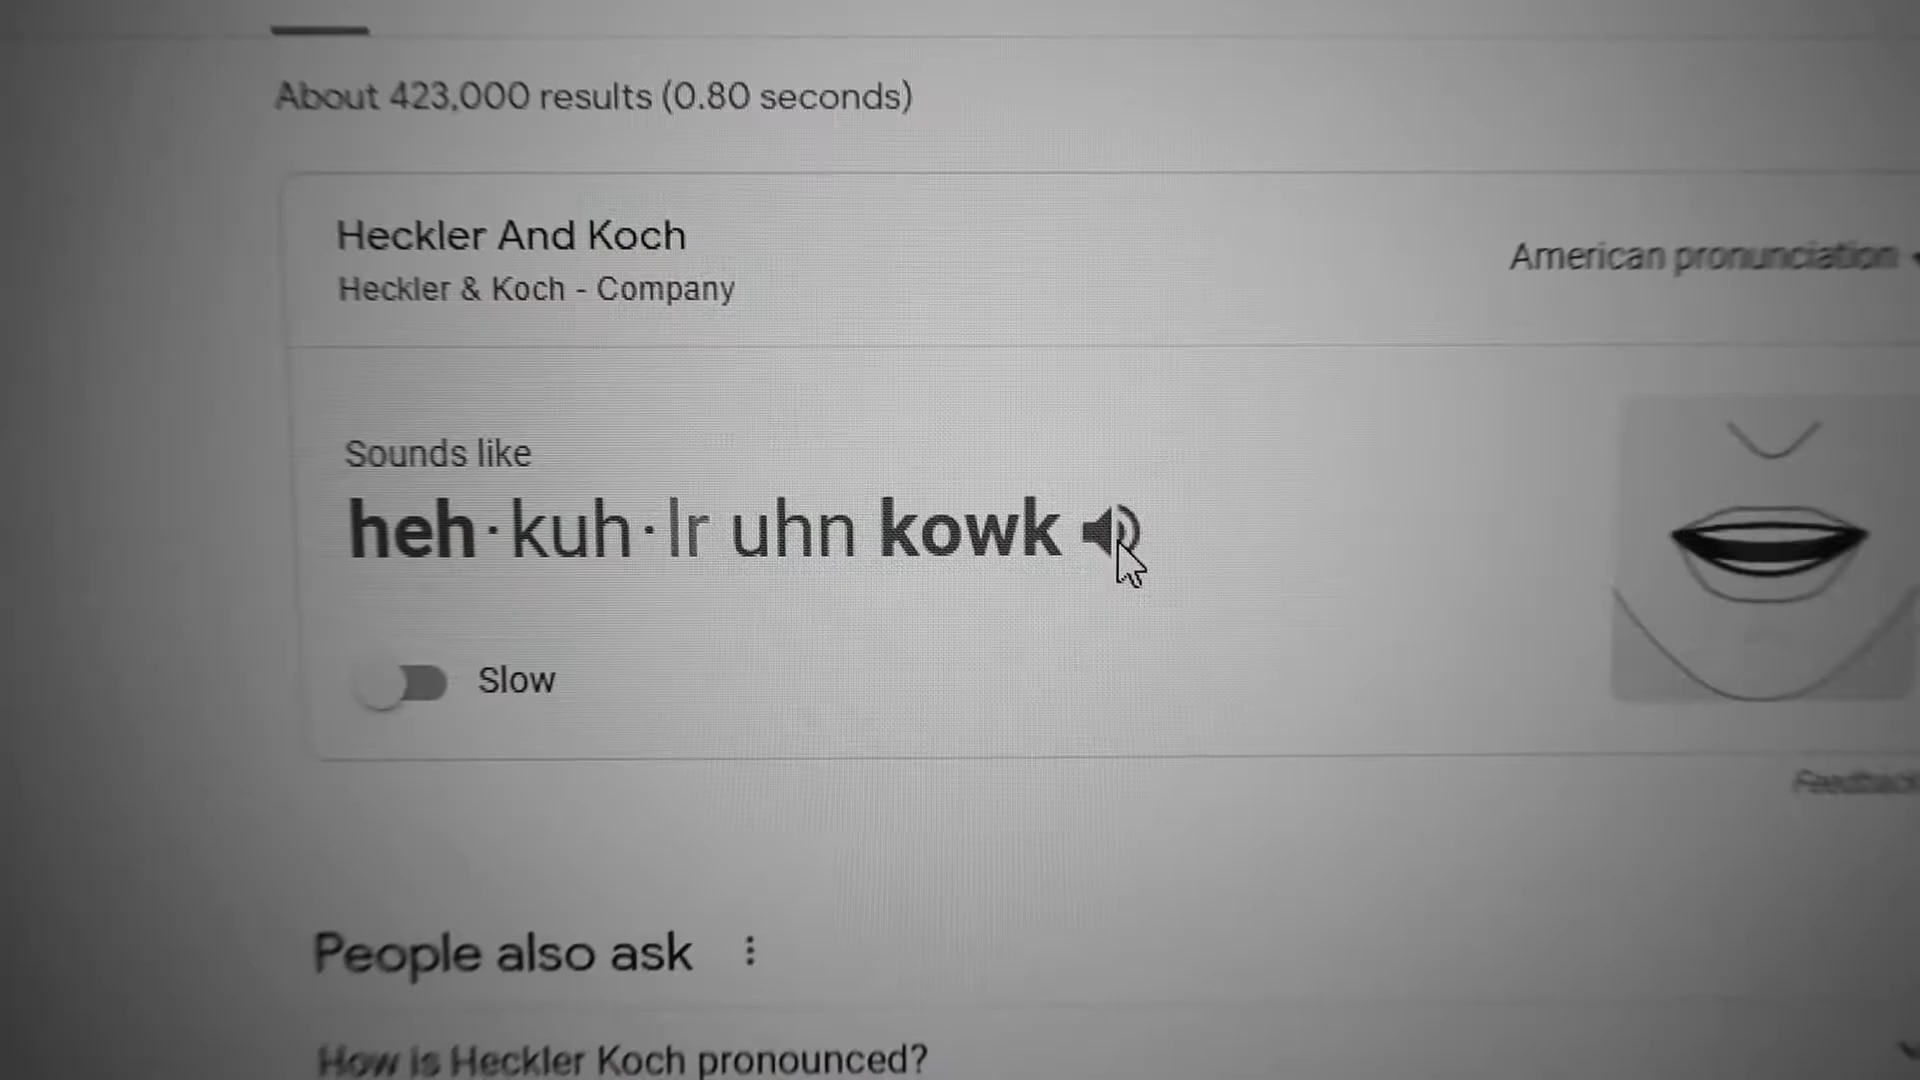 About 423,000 results (0.80 seconds)
Heckler And Koch
Heckler & Koch - Company
American pronunciation
Sounds like
heh·kuh·lr uhn kowk
Slow
Feedback
People also ask
How is Heckler Koch pronounced?